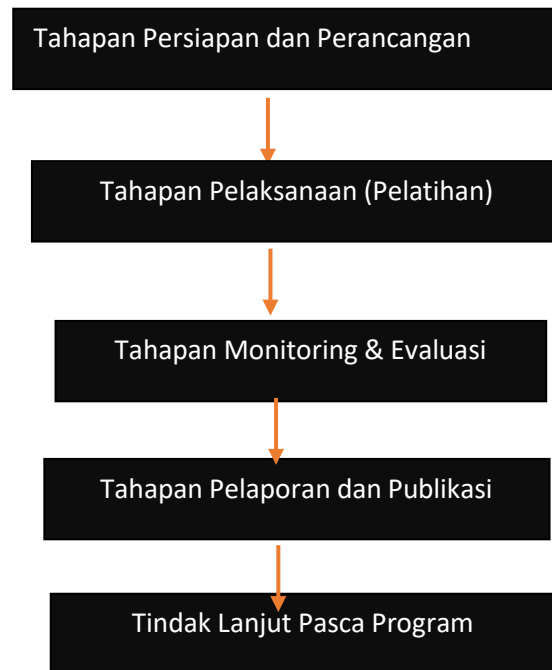 Tahapan Persiapan dan Perancangan
Tahapan Pelaksanaan (Pelatihan)
Tahapan Monitoring & Evaluasi
Tahapan Pelaporan dan Publikasi
Tindak Lanjut Pasca Program